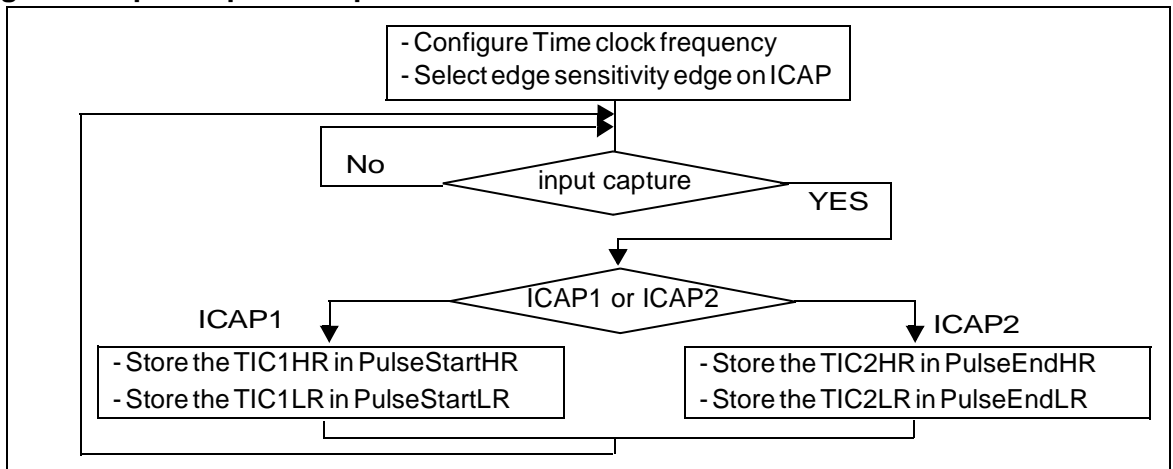 - Configure Time clock frequency
- Select edge sensitivity edge on ICAP
No
input capture
YES
ICAP1 or ICAP2
ICAP1
ICAP2
- Store the TIC1HR in PulseStartHR
- Store the TIC1LR in PulseStartLR
- Store the TIC2HR in PulseEndHR
- Store the TIC2LR in PulseEndLR